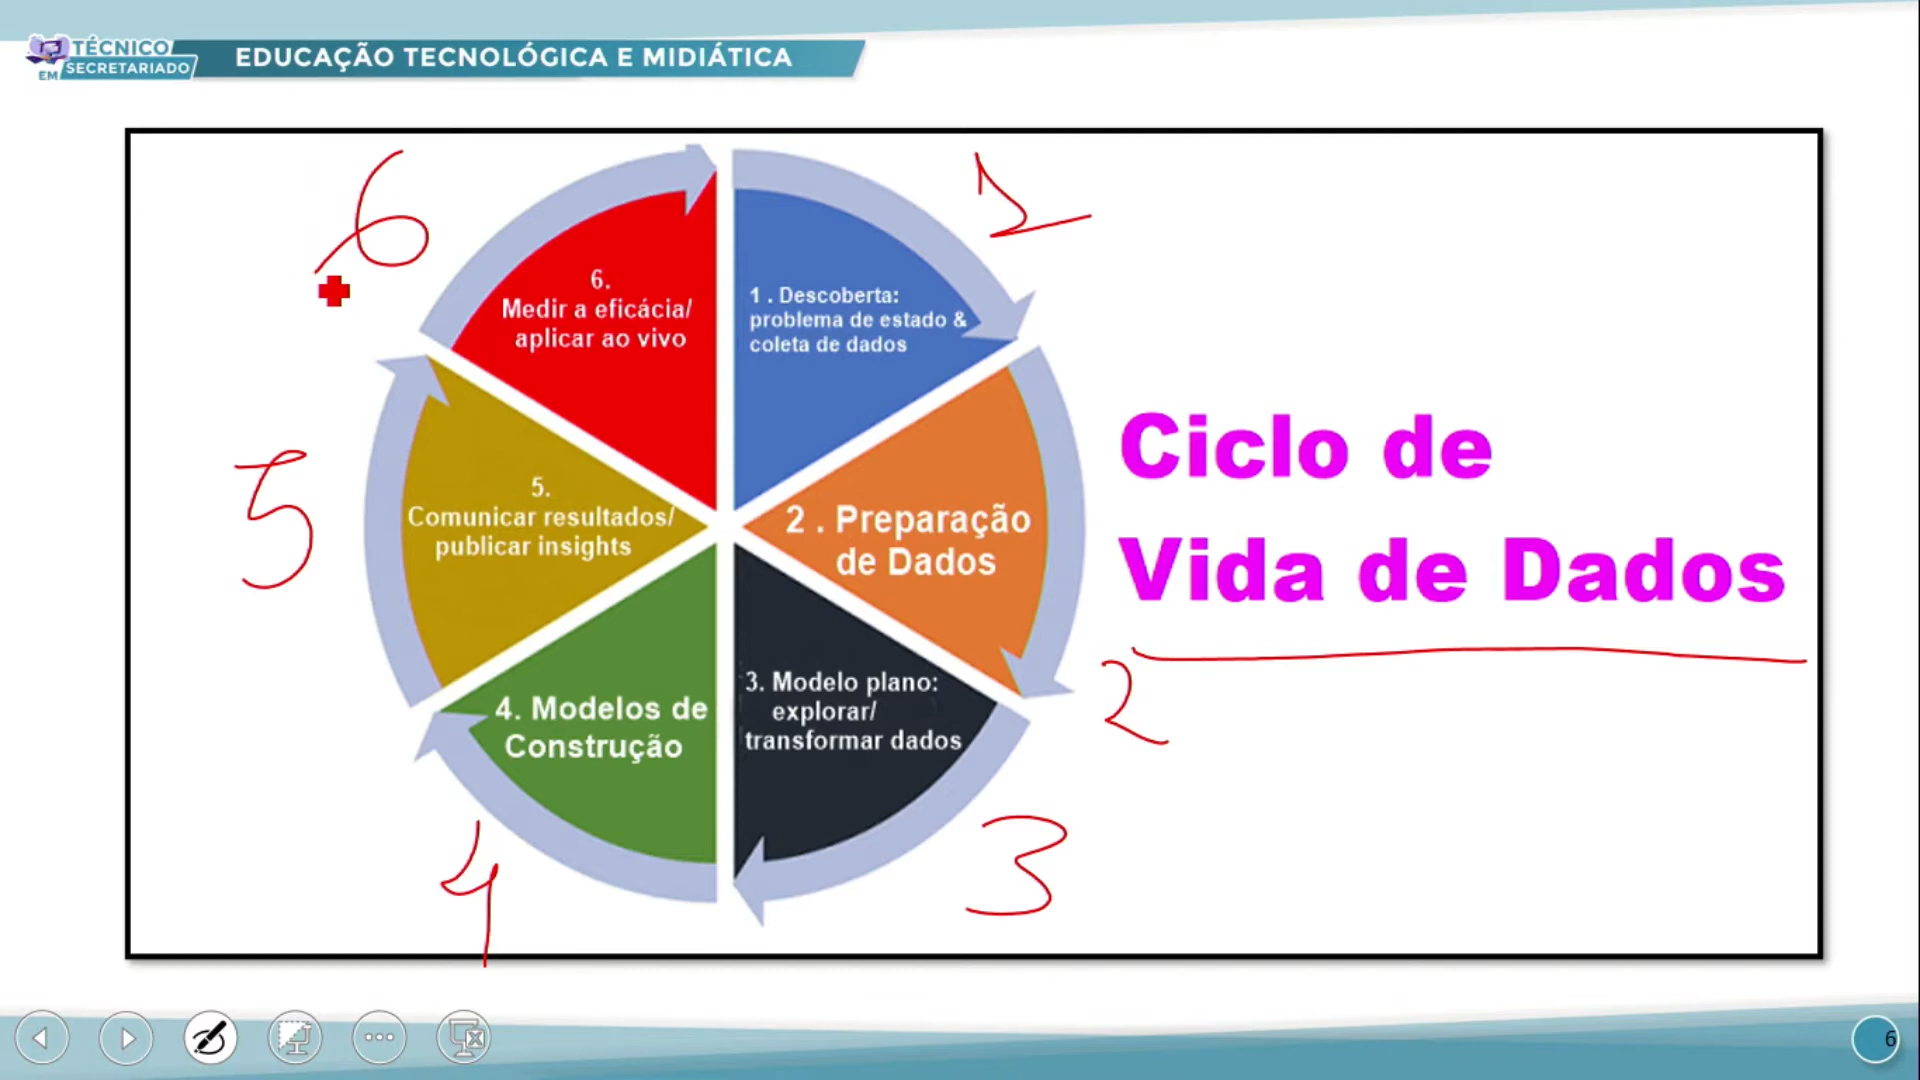 TÉCNICO
EM SECRETARIADO
EDUCAÇÃO TECNOLÓGICA E MIDIÁTICA
6
1
6.
Medir a eficácia/
aplicar ao vivo
1 . Descoberta:
problema de estado &
coleta de dados
5
5.
Comunicar resultados/
publicar insights
2 . Preparação
de Dados
Ciclo de
Vida de Dados
2
4. Modelos de
Construção
3. Modelo plano:
explorar/
transformar dados
4
3
6